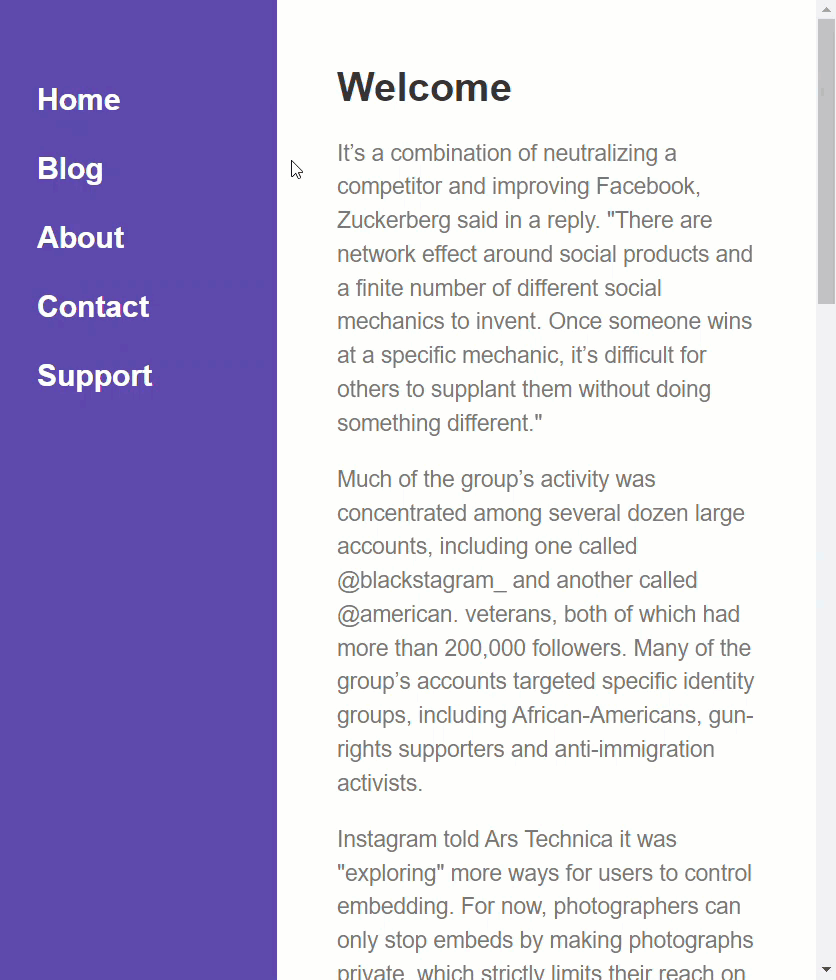 Home
Blog
About
Contact
Support
Welcome
It’s a combination of neutralizing a
competitor and improving Facebook,
Zuckerberg said in a reply. "There are
network effect around social products and
a finite number of different social
mechanics to invent. Once someone wins
at a specific mechanic, it’s difficult for
others to supplant them without doing
something different."
Much of the group’s activity was
concentrated among several dozen large
accounts, including one called
@blackstagram_ and another called
@american. veterans, both of which had
more than 200,000 followers. Many of the
group’s accounts targeted specific identity
groups, including African-Americans, gun-
rights supporters and anti-immigration
activists.
Instagram told Ars Technica it was
"exploring" more ways for users to control
embedding. For now, photographers can
only stop embeds by making photographs
private, which strictly limits their reach on